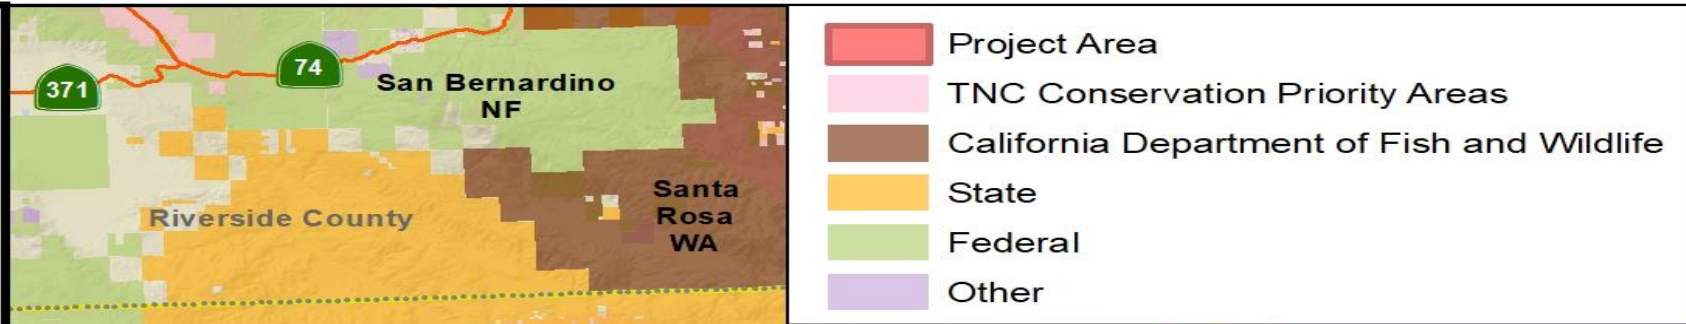 371
74
San Bernardino
NF
Riverside County
Santa
Rosa
WA
Project Area
TNC Conservation Priority Areas
California Department of Fish and Wildlife
State
Federal
Other